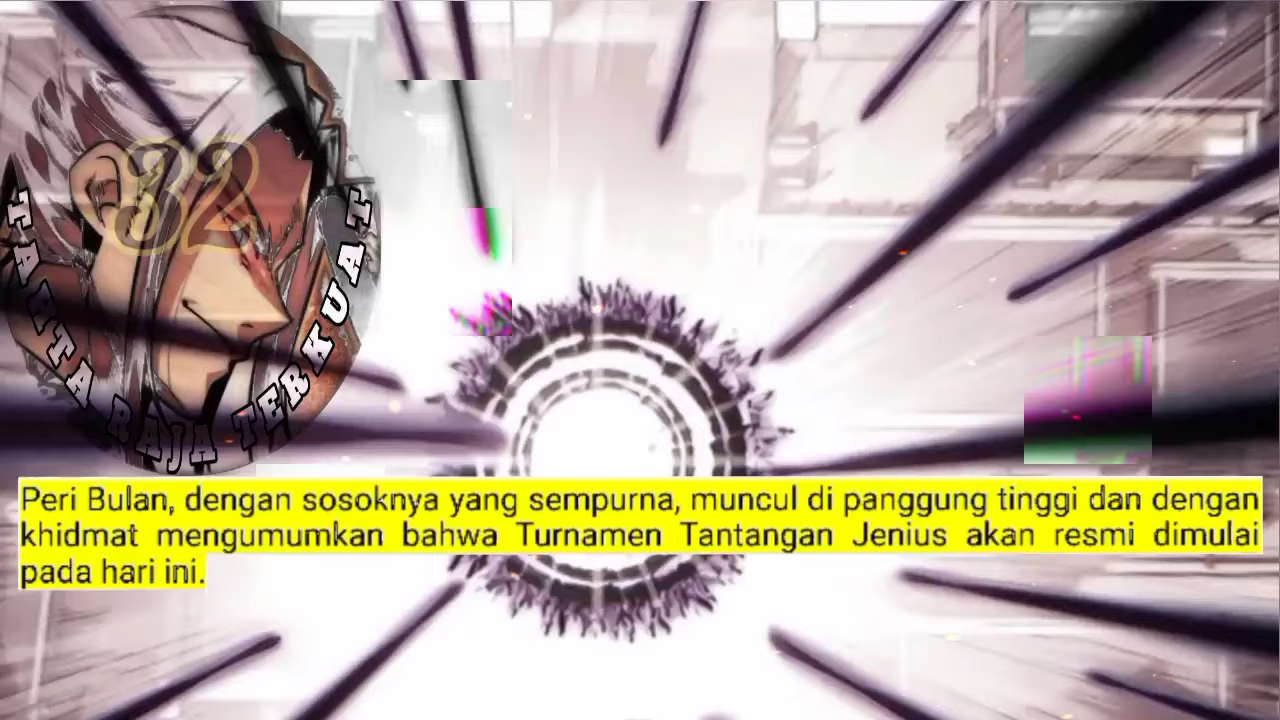 32
TAHTA RAJA TERKUAT
Peri Bulan, dengan sosoknya yang sempurna, muncul di panggung tinggi dan dengan
khidmat mengumumkan bahwa Turnamen Tantangan Jenius akan resmi dimulai
pada hari ini.